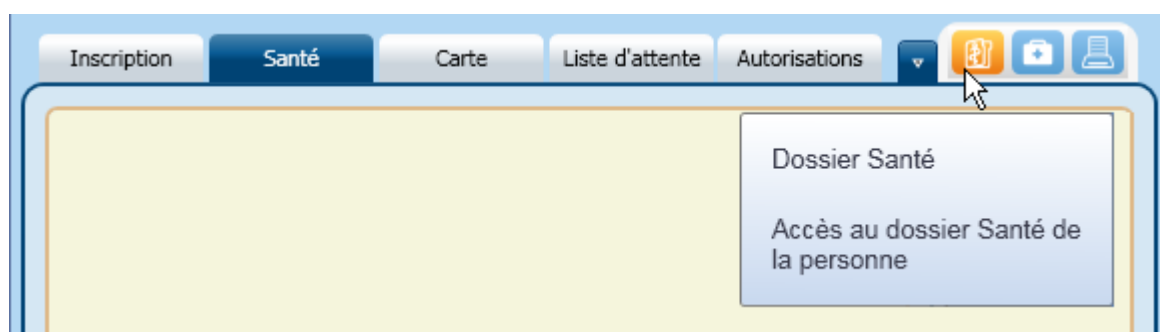 Inscription
Santé
Carte
Liste d'attente
Autorisations
Dossier Santé
Accès au dossier Santé de
la personne